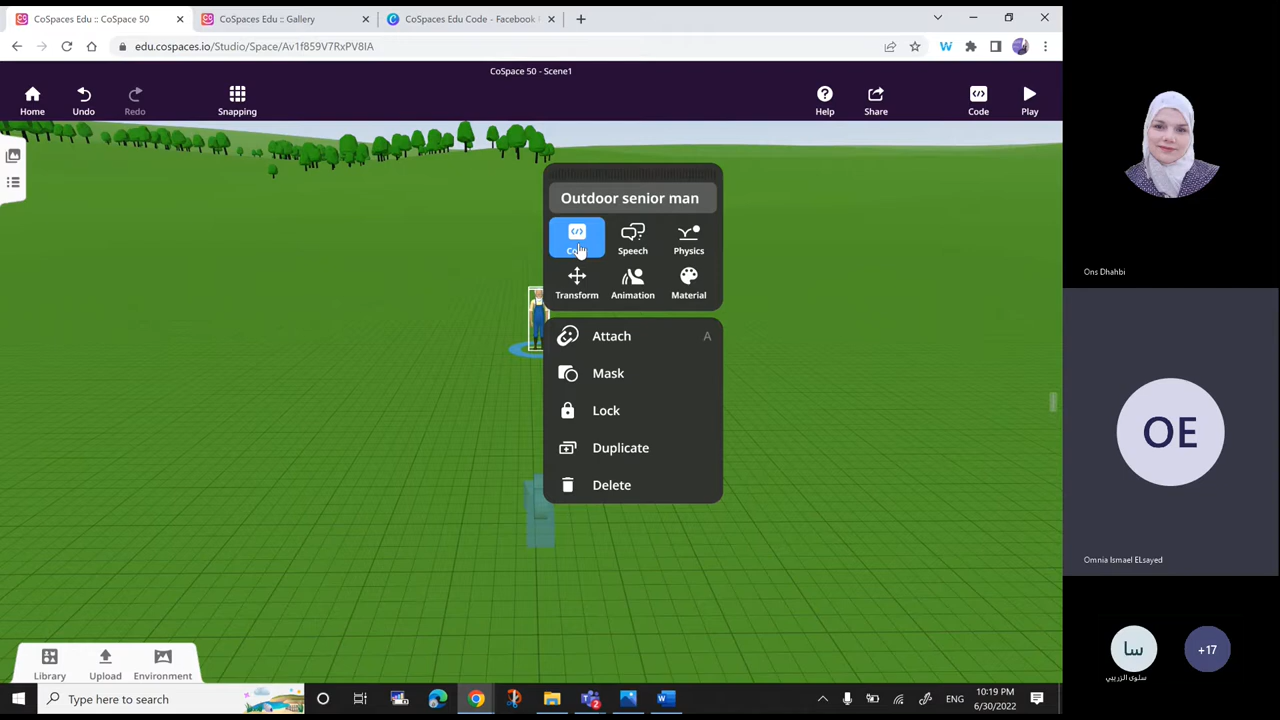 CoSpaces Edu :: CoSpace 50
CoSpaces Edu :: Gallery
CoSpaces Edu Code - Facebook
edu.cospaces.io/Studio/Space/Av1f859V7RxPV8IA
CoSpace 50 - Scene1
Home
Undo
Redo
Snapping
Help
Share
Code
Play
Outdoor senior man
Speech
Physics
Transform
Animation
Material
Attach A
Mask
Lock
Duplicate
Delete
Library
Upload
Environment
Type here to search
ENG
10:19 PM
6/30/2022
Ons Dhahbi
OE
Omnia Ismael ELsayed
سا
+17
سلوى الزريبي